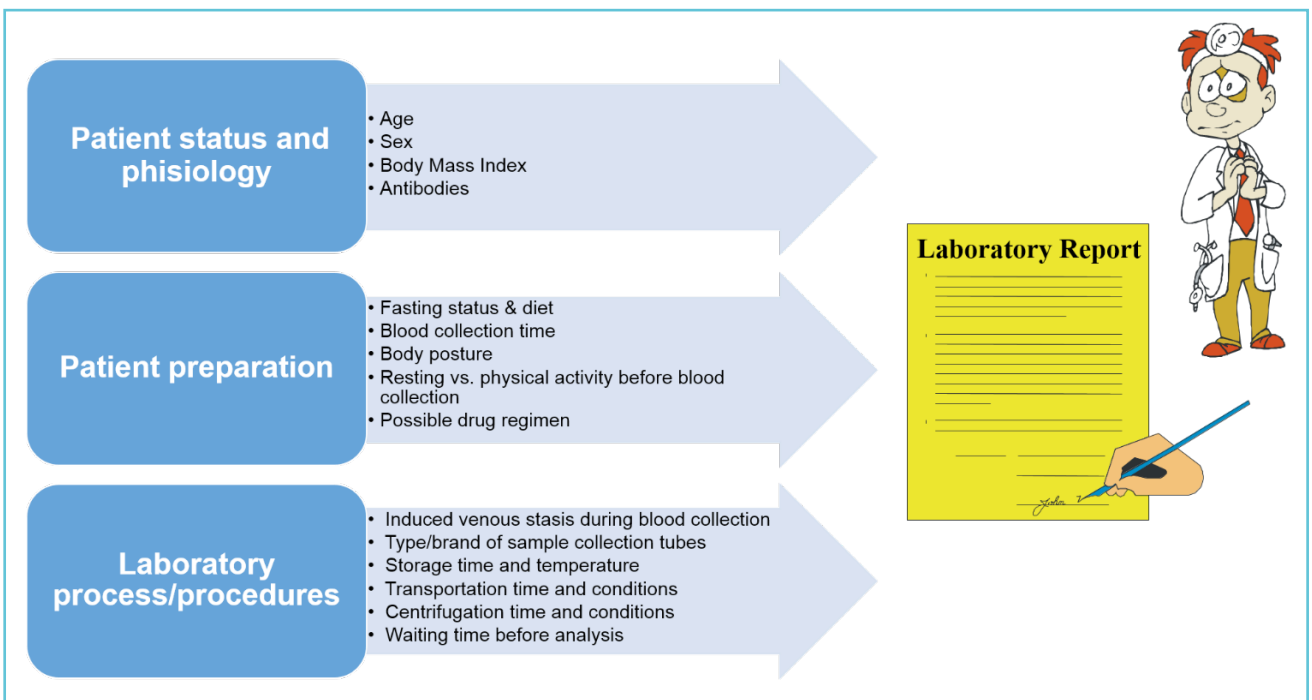 Patient status and
phisiology
• Age
• Sex
• Body Mass Index
• Antibodies
Patient preparation
• Fasting status & diet
• Blood collection time
• Body posture
• Resting vs. physical activity before blood
collection
• Possible drug regimen
Laboratory
process/procedures
• Induced venous stasis during blood collection
• Type/brand of sample collection tubes
• Storage time and temperature
• Transportation time and conditions
• Centrifugation time and conditions
• Waiting time before analysis
Laboratory Report
John